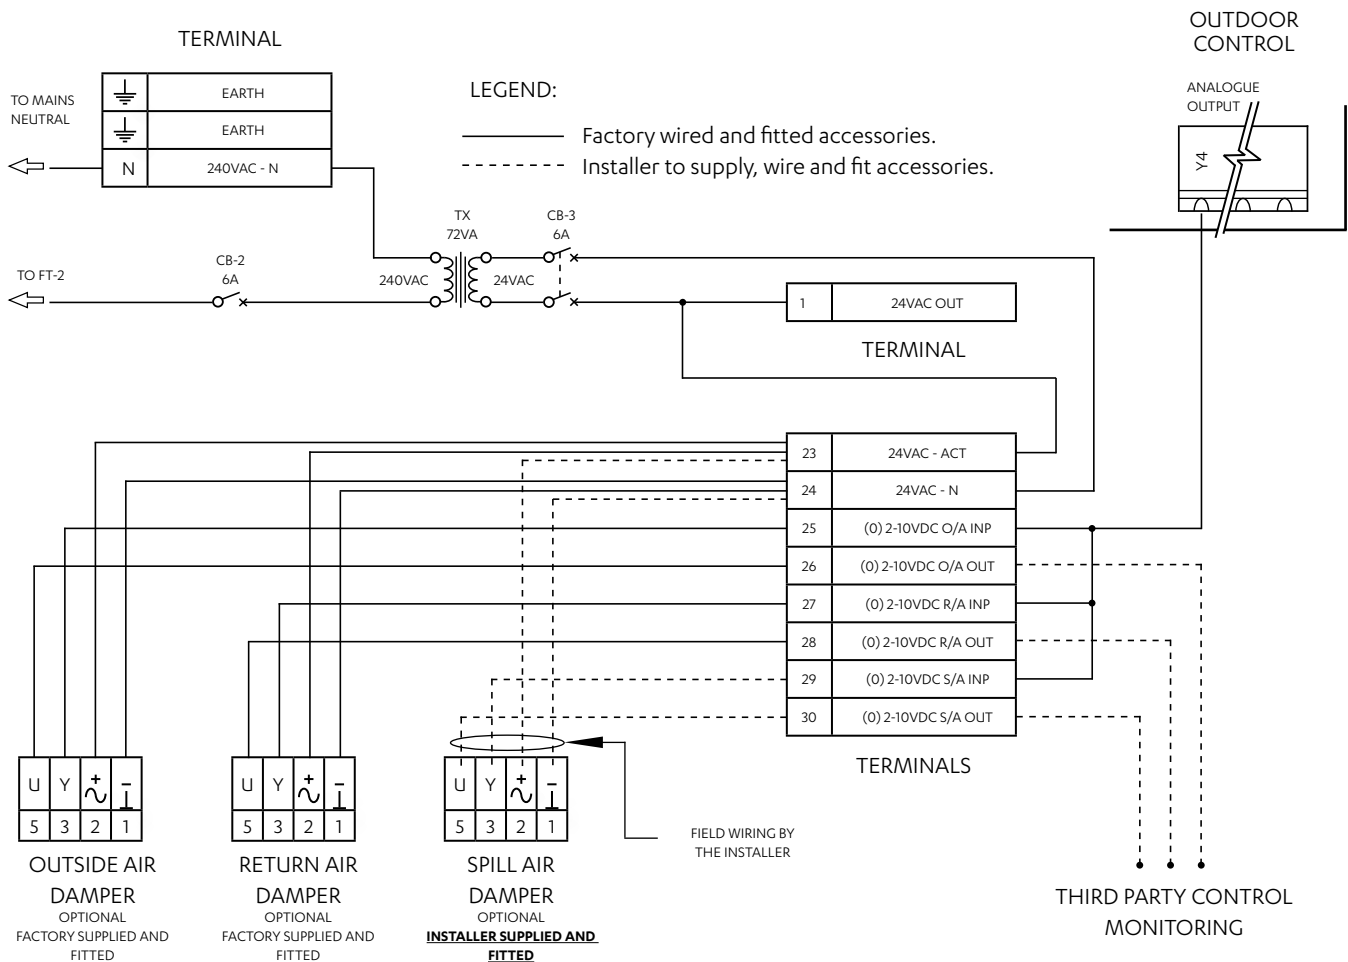 OUTDOOR
CONTROL
ANALOGUE
OUTPUT
Y4
TERMINAL
TO MAINS
NEUTRAL
EARTH
EARTH
N 240VAC - N
LEGEND:
Factory wired and fitted accessories.
Installer to supply, wire and fit accessories.
TX
72VA
CB-3
6A
TO FT-2
CB-2
6A
240VAC
24VAC
1 24VAC OUT
TERMINAL
23 24VAC - ACT
24 24VAC - N
25 (0) 2-10VDC O/A INP
26 (0) 2-10VDC O/A OUT
27 (0) 2-10VDC R/A INP
28 (0) 2-10VDC R/A OUT
29 (0) 2-10VDC S/A INP
30 (0) 2-10VDC S/A OUT
TERMINALS
U Y + –
5 3 2 1
OUTSIDE AIR
DAMPER
OPTIONAL
FACTORY SUPPLIED AND
FITTED
U Y + –
5 3 2 1
RETURN AIR
DAMPER
OPTIONAL
FACTORY SUPPLIED AND
FITTED
U Y + –
5 3 2 1
SPILL AIR
DAMPER
OPTIONAL
INSTALLER SUPPLIED AND
FITTED
FIELD WIRING BY
THE INSTALLER
THIRD PARTY CONTROL
MONITORING